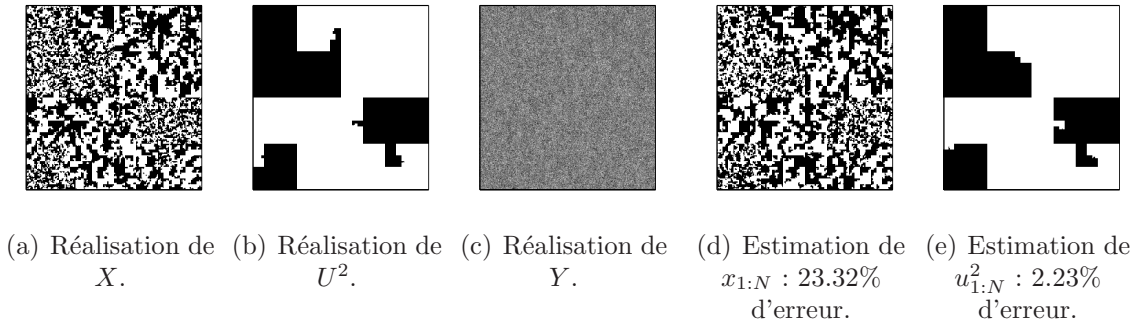 (a) Réalisation de
X.
(b) Réalisation de
U².
(c) Réalisation de
Y.
(d) Estimation de
x₁:N : 23.32%
d'erreur.
(e) Estimation de
u²₁:N : 2.23%
d'erreur.